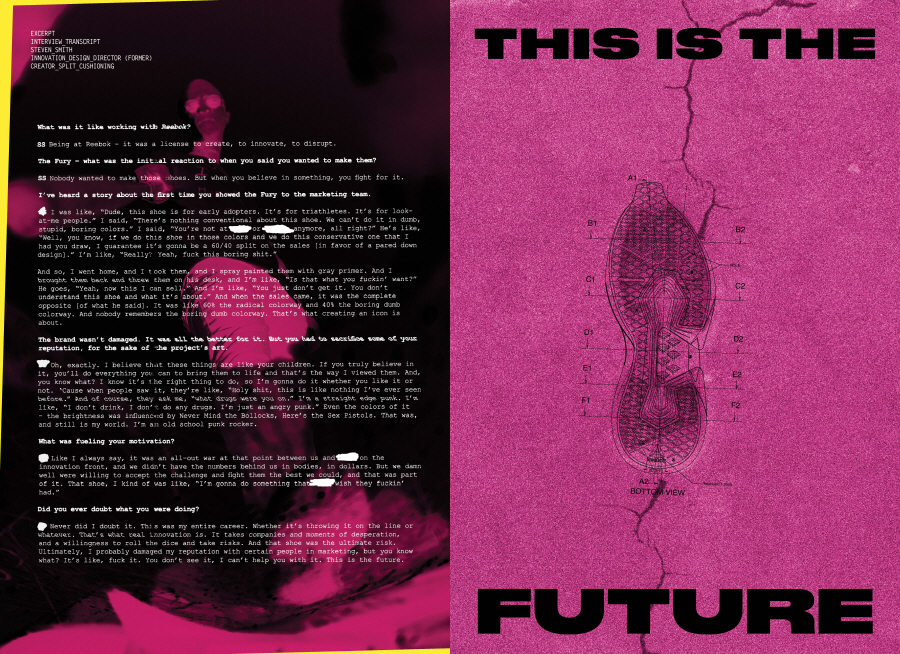 EXCERPT
INTERVIEW_TRANSCRIPT
STEVEN_SMITH
INNOVATION_DESIGN_DIRECTOR (FORMER)
CREATOR_SPLIT_CUSHIONING
What was it like working with Reebok?
SS Being at Reebok – it was a license to create, to innovate, to disrupt.
The Fury – what was the initial reaction to when you said you wanted to make them?
SS Nobody wanted to make those shoes. But when you believe in something, you fight for it.
I've heard a story about the first time you showed the Fury to the marketing team.
I was like, "Dude, this shoe is for early adopters. It's for triathletes. It's for look-
at-me people." I said, "There's nothing conventional about this shoe. We can't do it in dumb,
stupid, boring colors." I said, "You're not at or anymore, all right?" He's like,
"Well, you know, if we do this shoe in those colors and we do this conservative one that I
had you draw, I guarantee it's gonna be a 60/40 split on the sales [in favor of a pared down
design]." I'm like, "Really? Yeah, fuck this boring shit."
And so, I went home, and I took them, and I spray painted them with gray primer. And I
brought them back and threw them on his desk, and I'm like, "Is that what you fuckin' want?"
He goes, "Yeah, now this I can sell." And I'm like, "You just don't get it. You don't
understand this shoe and what it's about." And when the sales came, it was the complete
opposite [of what he said]. It was like 60% the radical colorway and 40% the boring dumb
colorway. And nobody remembers the boring dumb colorway. That's what creating an icon is
about.
The brand wasn't damaged. It was all the better for it. But you had to sacrifice some of your
reputation, for the sake of the project's art
Oh, exactly. I believe that these things are like your children. If you truly believe in
it, you'll do everything you can to bring them to life and that's the way I viewed them. And,
you know what? I know it's the right thing to do, so I'm gonna do it whether you like it or
not. 'Cause when people saw it, they're like, "Holy shit, this is like nothing I've ever seen
before." And of course, they ask me, "what drugs were you on." I'm a straight edge punk. I'm
like, "I don't drink, I don't do any drugs. I'm just an angry punk." Even the colors of it
– the brightness was influenced by Never Mind the Bollocks, Here's the Sex Pistols. That was,
and still is my world. I'm an old school punk rocker.
What was fueling your motivation?
Like I always say, it was an all-out war at that point between us and on the
innovation front, and we didn't have the numbers behind us in bodies, in dollars. But we damn
well were willing to accept the challenge and fight them the best we could, and that was part
of it. That shoe, I kind of was like, "I'm gonna do something that wish they fuckin'
had."
Did you ever doubt what you were doing?
Never did I doubt it. This was my entire career. Whether it's throwing it on the line or
whatever. That's what real innovation is. It takes companies and moments of desperation,
and a willingness to roll the dice and take risks. And that shoe was the ultimate risk.
Ultimately, I probably damaged my reputation with certain people in marketing, but you know
what? It's like, fuck it. You don't see it, I can't help you with it. This is the future.
THIS IS THE
A1
B1
B2
C1
C2
D1
D2
E1
E2
F1
F2
A2
BOTTOM VIEW
FUTURE